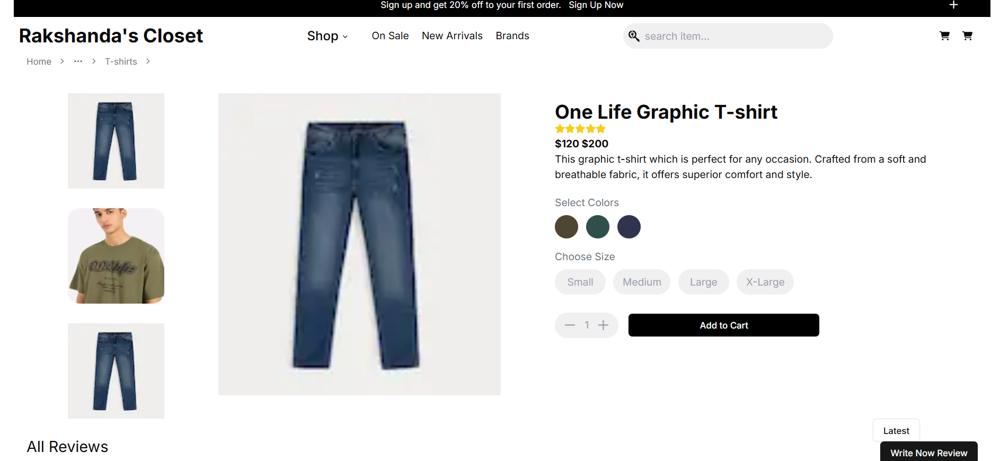 Sign up and get 20% off to your first order. Sign Up Now
Rakshanda's Closet
Shop
On Sale
New Arrivals
Brands
search item...
Home
T-shirts
One Life Graphic T-shirt
$120 $200
This graphic t-shirt which is perfect for any occasion. Crafted from a soft and
breathable fabric, it offers superior comfort and style.
Select Colors
Choose Size
Small
Medium
Large
X-Large
1
Add to Cart
onelife
Latest
All Reviews
Write Now Review